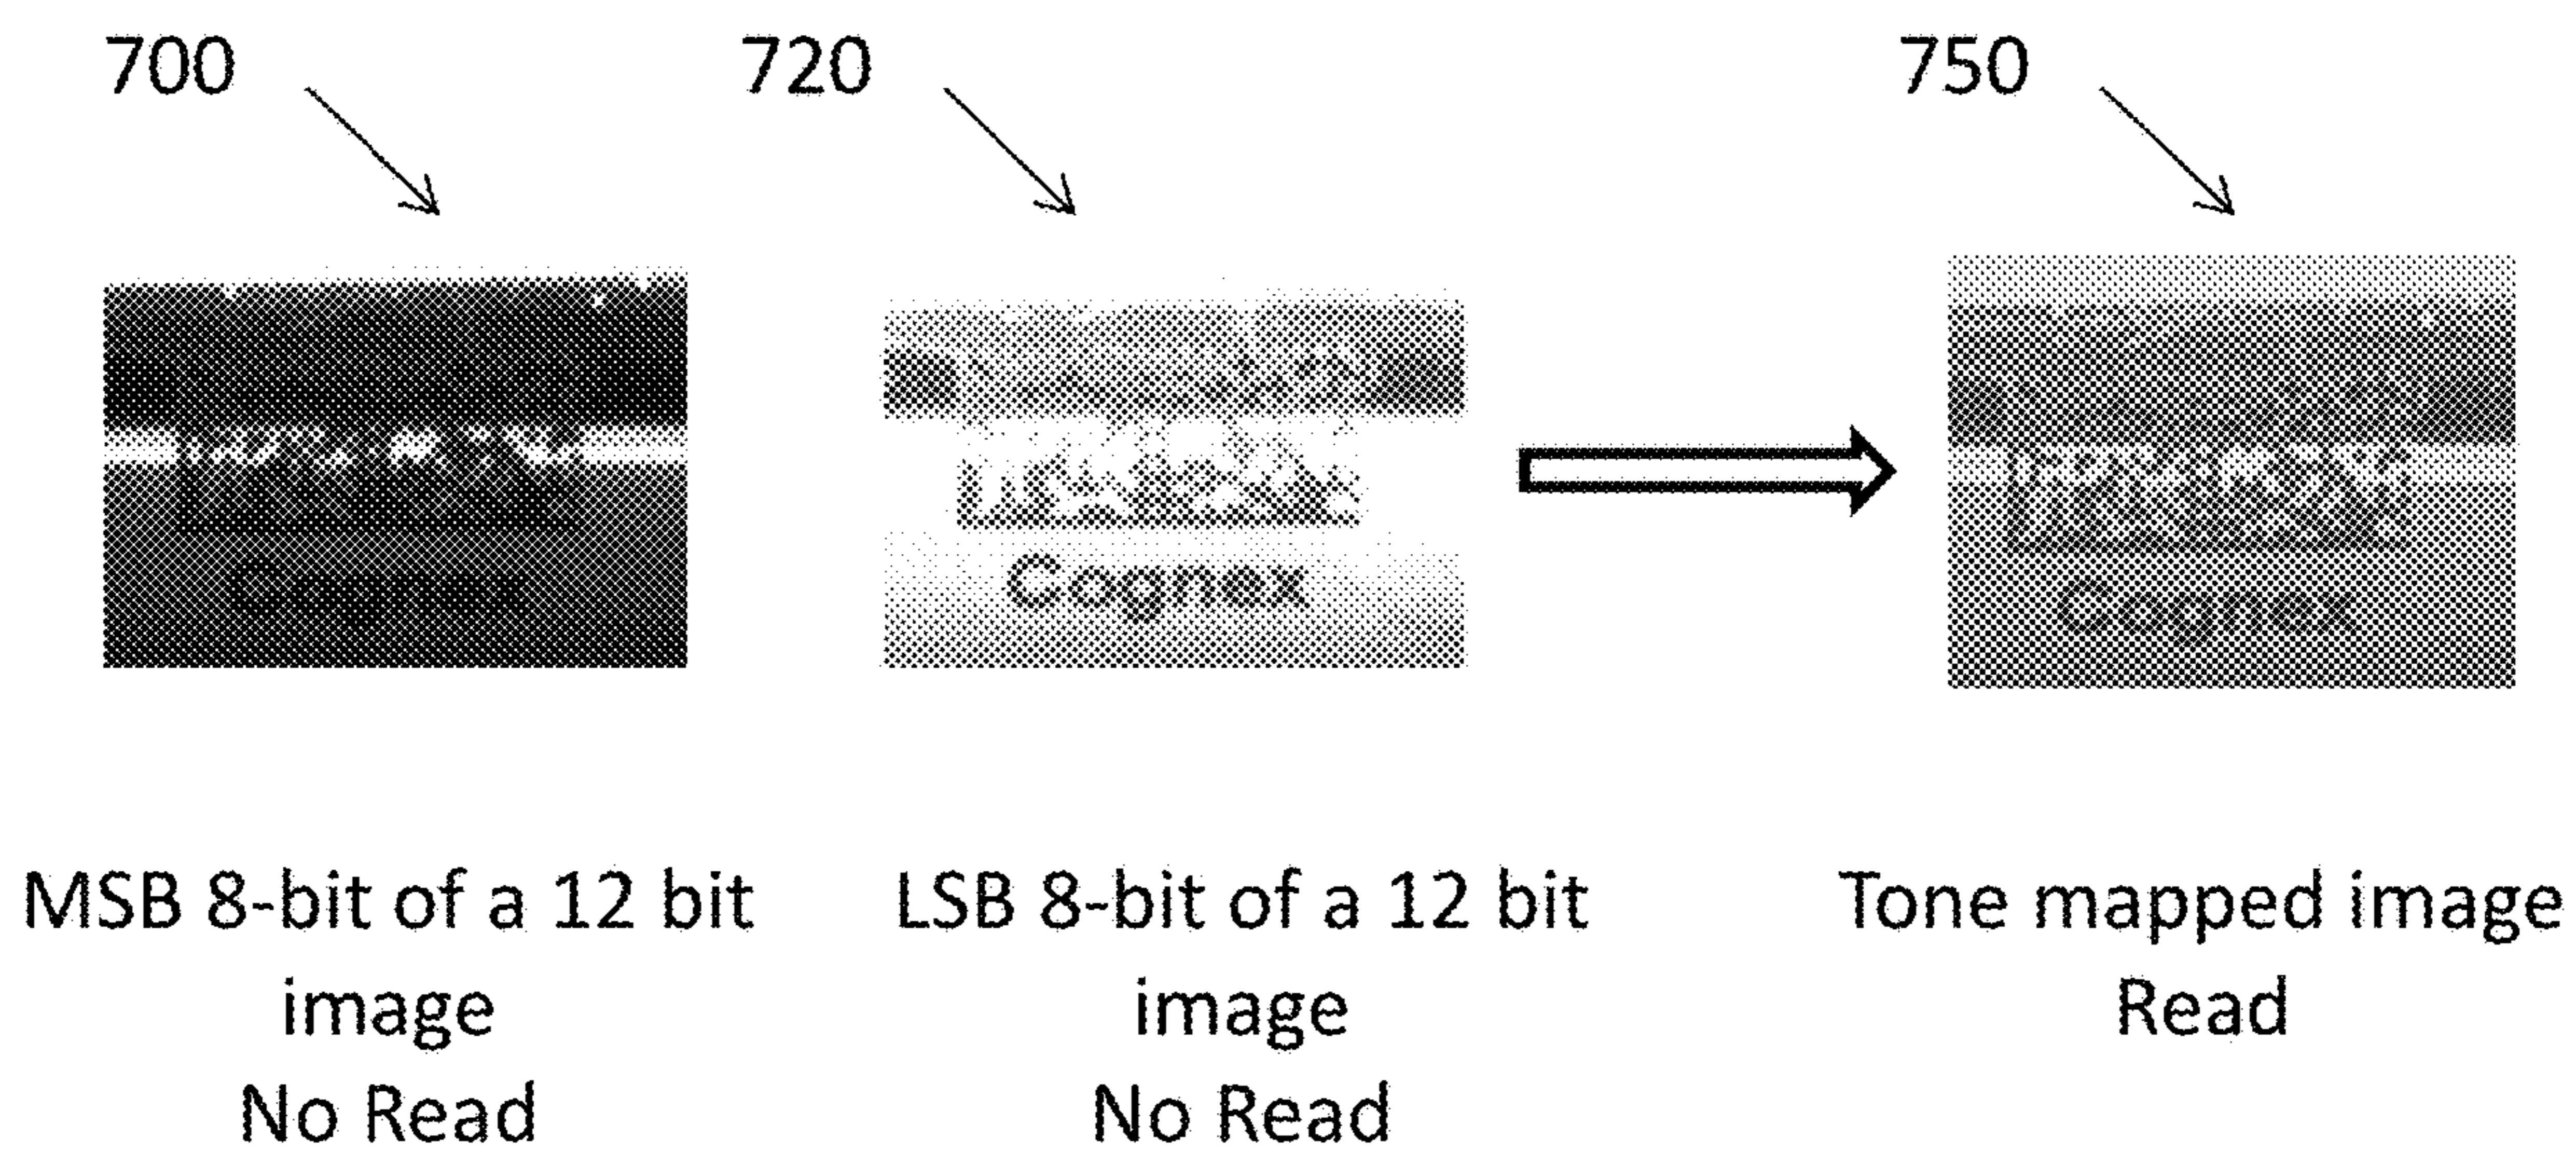 700
720
750
Cognex
Cognex
Cognex
MSB 8-bit of a 12 bit
image
No Read
LSB 8-bit of a 12 bit
image
No Read
Tone mapped image
Read